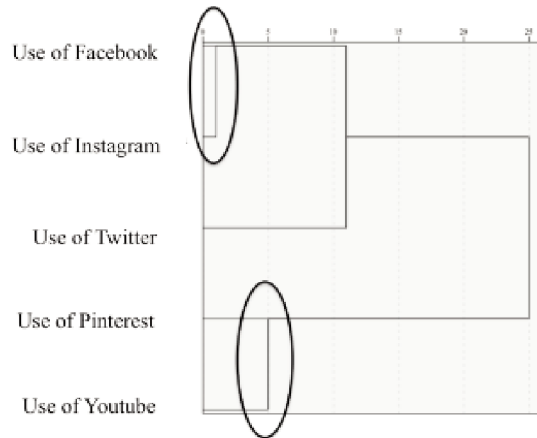 0 5 10 15 20 25
Use of Facebook
Use of Instagram
Use of Twitter
Use of Pinterest
Use of Youtube